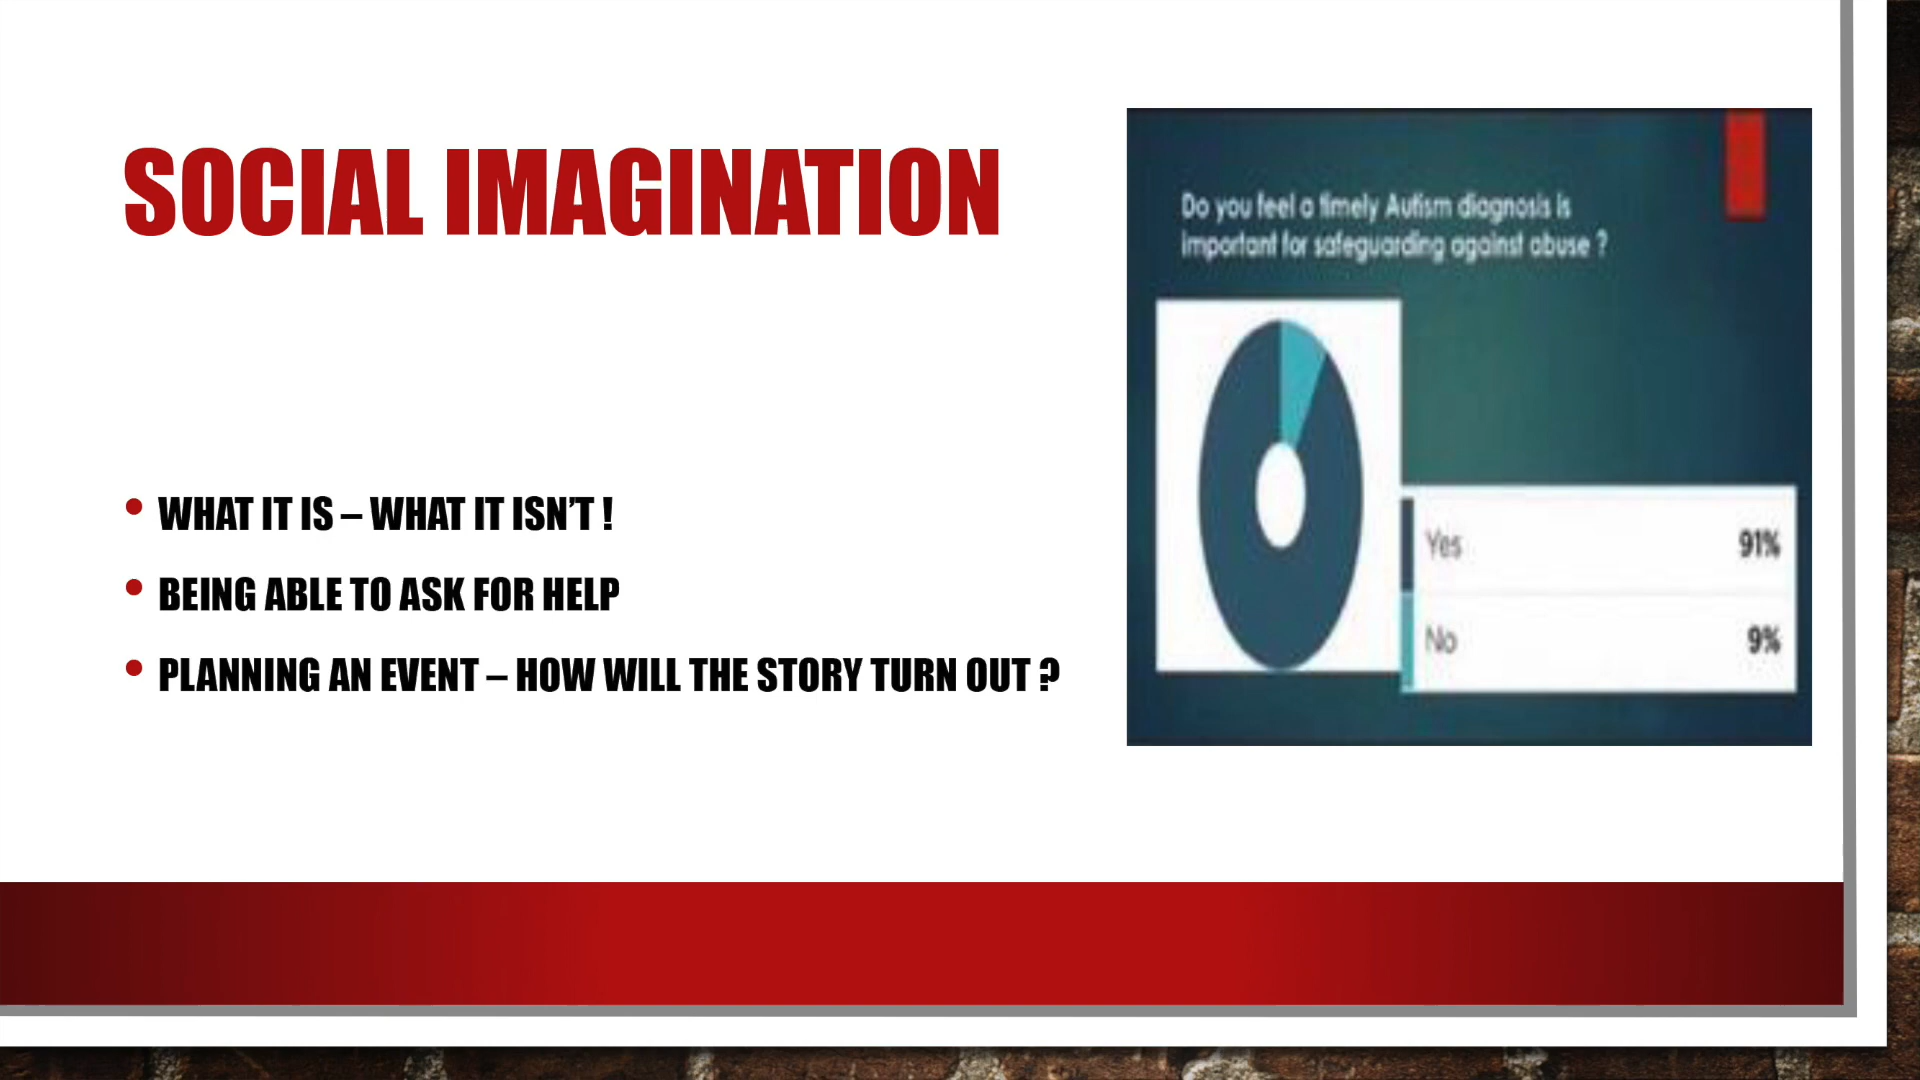 SOCIAL IMAGINATION
• WHAT IT IS – WHAT IT ISN’T !
• BEING ABLE TO ASK FOR HELP
• PLANNING AN EVENT – HOW WILL THE STORY TURN OUT ?
Do you feel a timely Autism diagnosis is
important for safeguarding against abuse ?
Yes 91%
No 9%